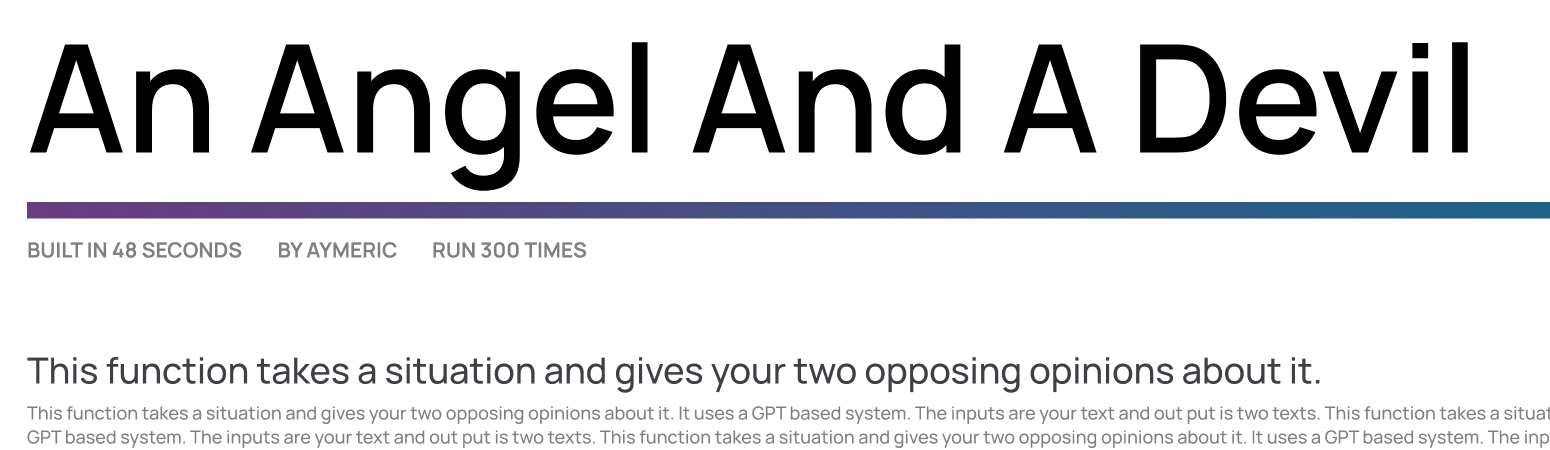 An Angel And A Devil
BUILT IN 48 SECONDS BY AYMERIC RUN 300 TIMES
This function takes a situation and gives your two opposing opinions about it.
This function takes a situation and gives your two opposing opinions about it. It uses a GPT based system. The inputs are your text and out put is two texts. This function takes a situat
GPT based system. The inputs are your text and out put is two texts. This function takes a situation and gives your two opposing opinions about it. It uses a GPT based system. The inp